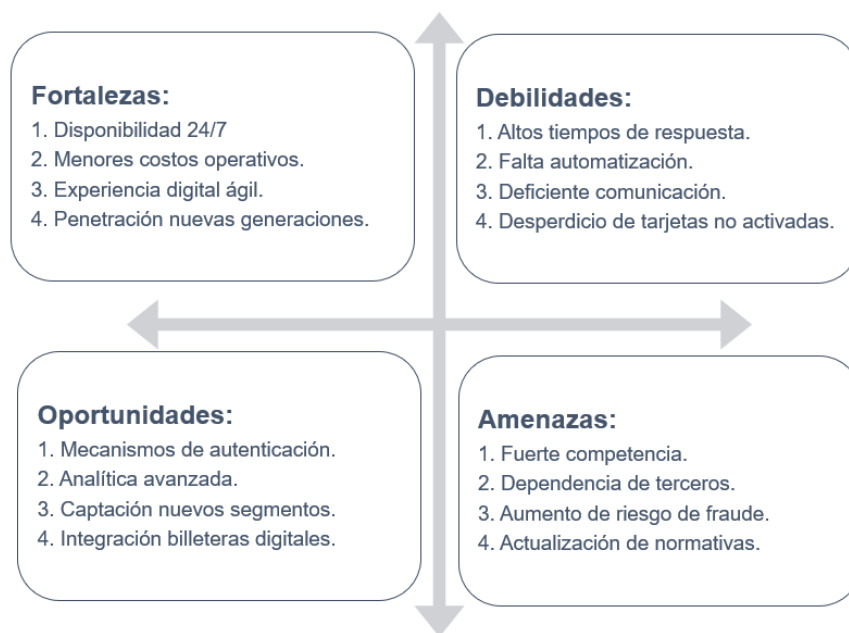 Fortalezas:
1. Disponibilidad 24/7
2. Menores costos operativos.
3. Experiencia digital ágil.
4. Penetración nuevas generaciones.
Debilidades:
1. Altos tiempos de respuesta.
2. Falta automatización.
3. Deficiente comunicación.
4. Desperdicio de tarjetas no activadas.
Oportunidades:
1. Mecanismos de autenticación.
2. Analítica avanzada.
3. Captación nuevos segmentos.
4. Integración billeteras digitales.
Amenazas:
1. Fuerte competencia.
2. Dependencia de terceros.
3. Aumento de riesgo de fraude.
4. Actualización de normativas.